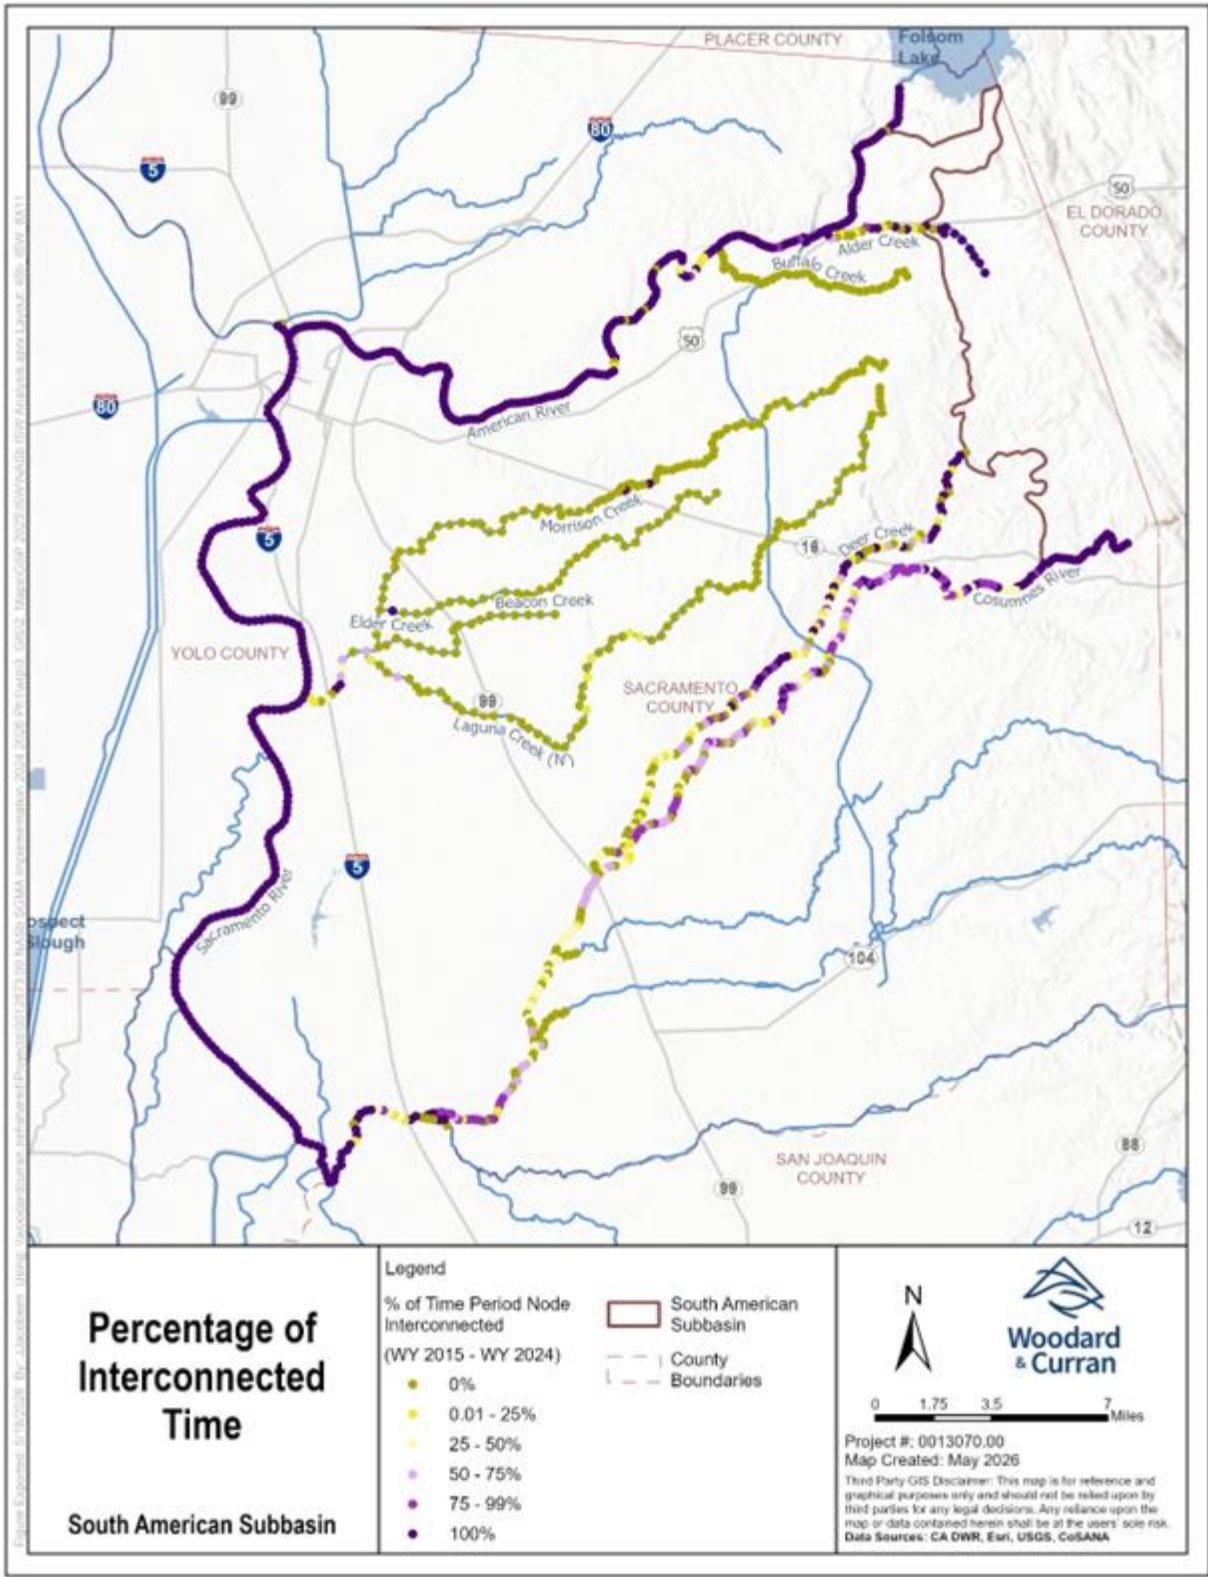 PLACER COUNTY
Folsom
Lake
99
80
5
50
EL DORADO
COUNTY
Alder Creek
Buffalo Creek
50
80
American River
Morrison Creek
5
16
Deer Creek
Beacon Creek
Cosumnes River
Elder Creek
YOLO COUNTY
SACRAMENTO
COUNTY
99
Laguna Creek (N)
5
Sacramento River
ospect
Slough
104
88
SAN JOAQUIN
COUNTY
99
12
Percentage of
Interconnected
Time
South American Subbasin
Legend
% of Time Period Node
Interconnected
(WY 2015 - WY 2024)
0%
0.01 - 25%
25 - 50%
50 - 75%
75 - 99%
100%
South American
Subbasin
County
Boundaries
N
Woodard
& Curran
0 1.75 3.5 7
Miles
Project #: 0013070.00
Map Created: May 2026
Third Party GIS Disclaimer: This map is for reference and
graphical purposes only and should not be relied upon by
third parties for any legal decisions. Any reliance upon the
map or data contained herein shall be at the users' sole risk.
Data Sources: CA DWR, Esri, USGS, CoSANA